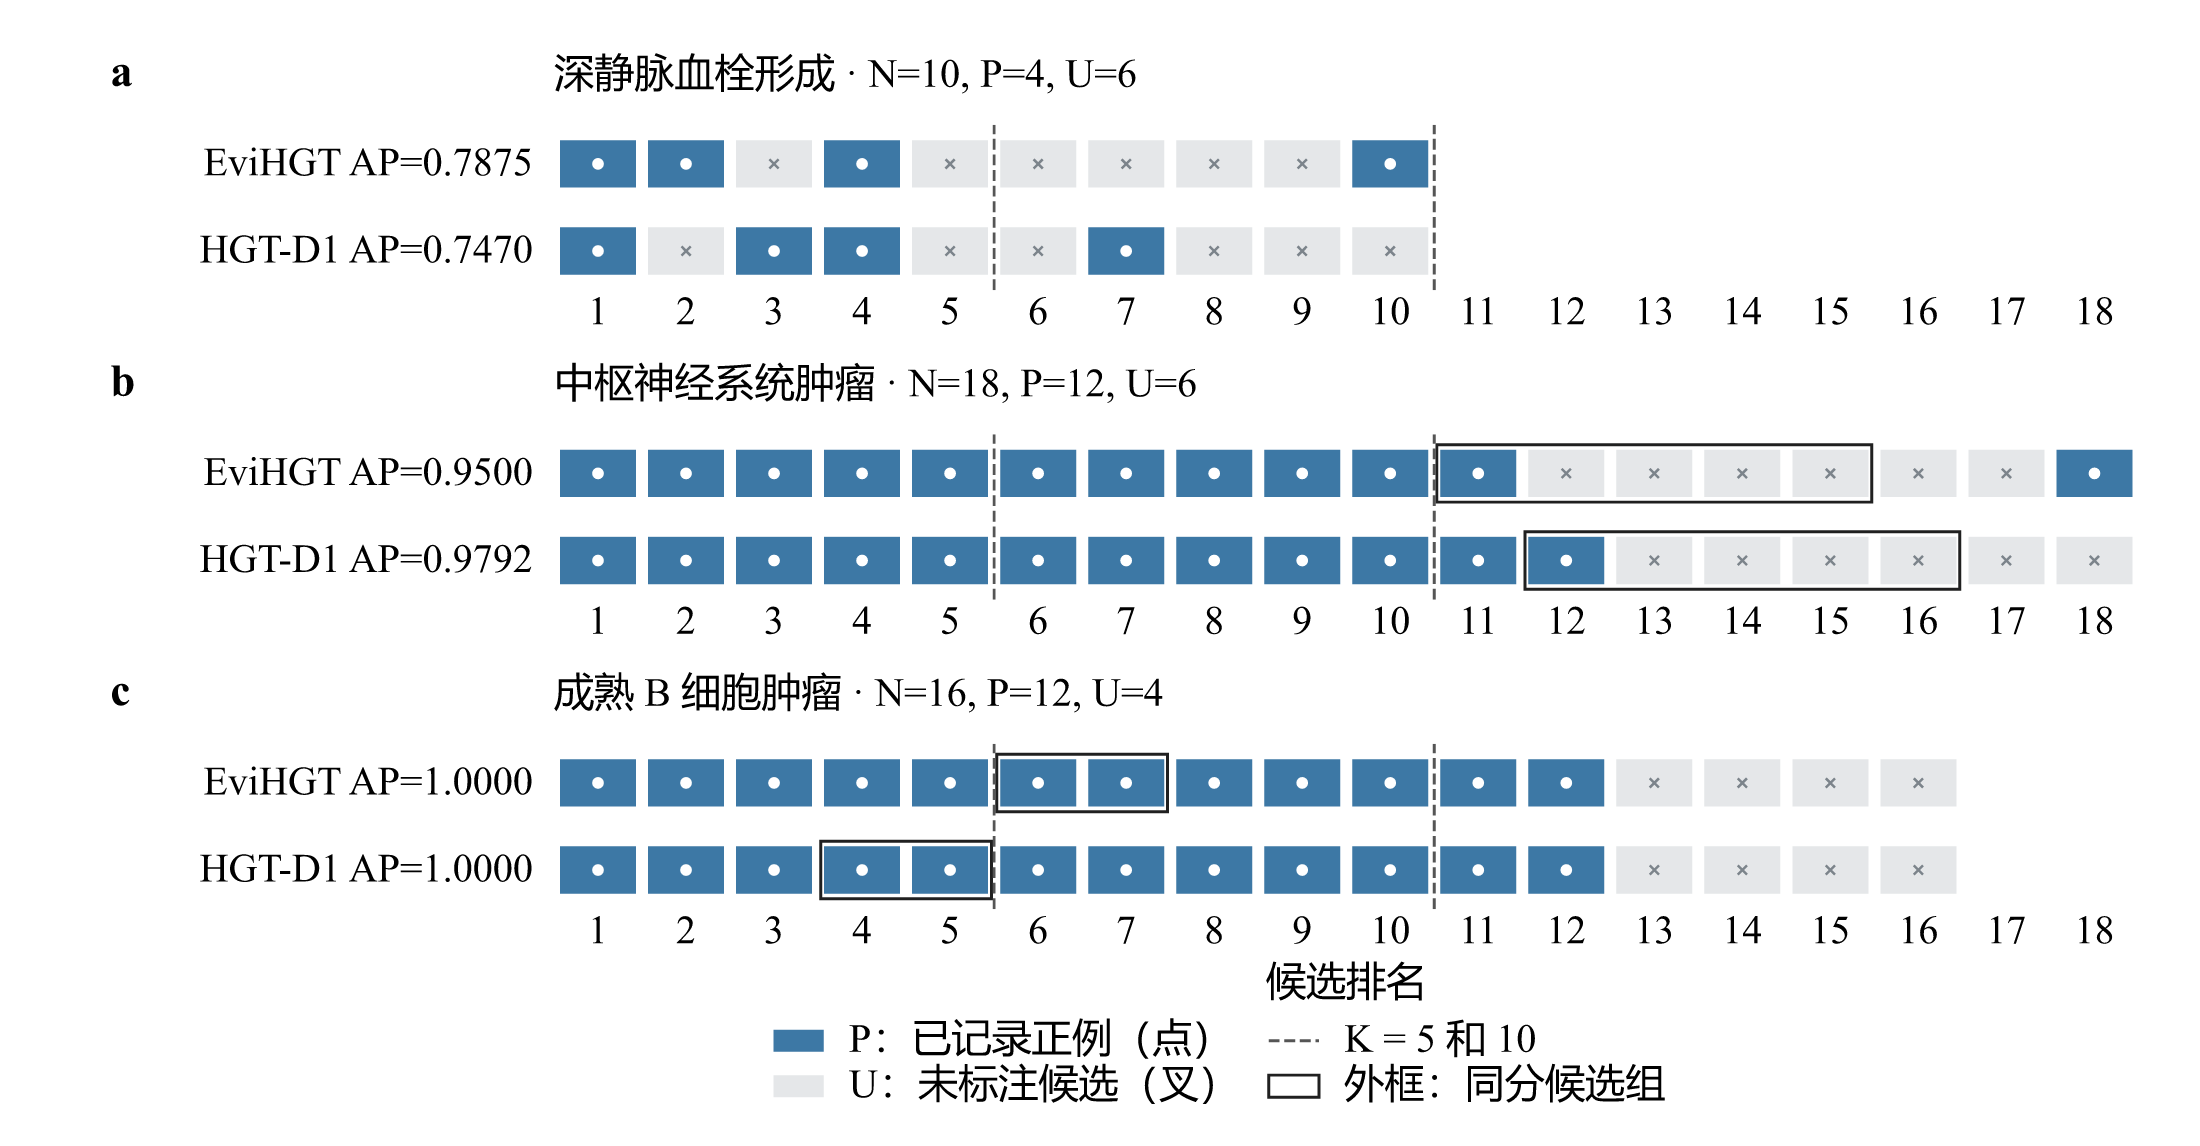 a
深静脉血栓形成 · N=10, P=4, U=6
EviHGT AP=0.7875
HGT-D1 AP=0.7470
1 2 3 4 5 6 7 8 9 10 11 12 13 14 15 16 17 18
b
中枢神经系统肿瘤 · N=18, P=12, U=6
EviHGT AP=0.9500
HGT-D1 AP=0.9792
1 2 3 4 5 6 7 8 9 10 11 12 13 14 15 16 17 18
c
成熟 B 细胞肿瘤 · N=16, P=12, U=4
EviHGT AP=1.0000
HGT-D1 AP=1.0000
1 2 3 4 5 6 7 8 9 10 11 12 13 14 15 16 17 18
候选排名
P：已记录正例（点）
K = 5 和 10
U：未标注候选（叉）
外框：同分候选组